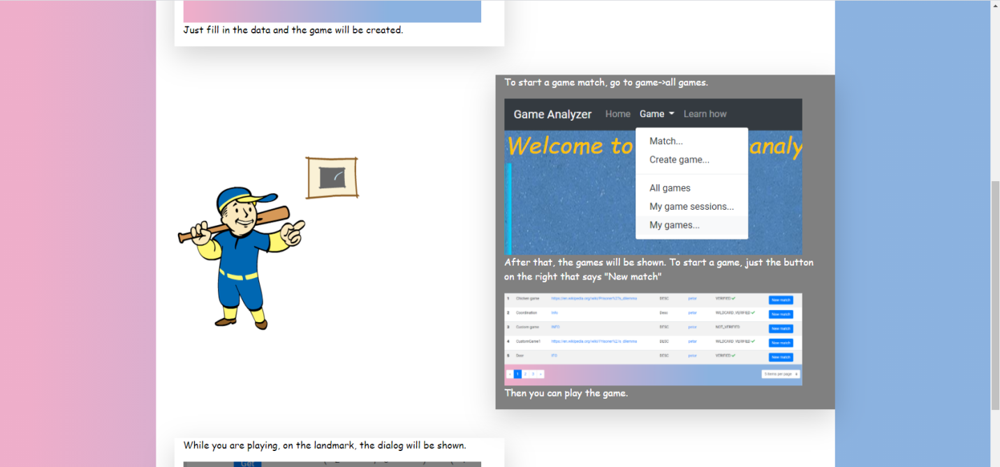 Just fill in the data and the game will be created.
To start a game match, go to game->all games.
Game Analyzer Home Game Learn how
Welcome to analy
Match...
Create game...
All games
My game sessions...
My games...
After that, the games will be shown. To start a game, just the button
on the right that says "New match"
1 Chicken game https://en.wikipedia.org/wiki/Prisoner%27s_dilemma DESC petar VERIFIED New match
2 Coordination Info Desc petar WILDCARD_VERIFIED New match
3 Custom game INFO DESC petar NOT_VERIFIED New match
4 CustomGame1 https://en.wikipedia.org/wiki/Prisoner%27s_dilemma DESC petar WILDCARD_VERIFIED New match
5 Door DESC petar VERIFIED New match
« 1 2 3 » 5 items per page
Then you can play the game.
While you are playing, on the landmark, the dialog will be shown.
Get